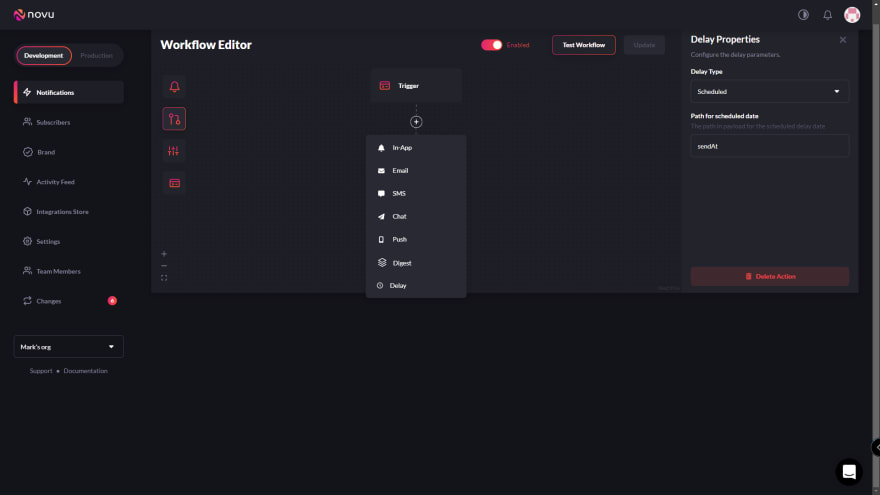 novu
Development
Production
Notifications
Subscribers
Brand
Activity Feed
Integrations Store
Settings
Team Members
Changes
Mark's org
Support • Documentation
Workflow Editor
Enabled
Test Workflow
Update
Trigger
In-App
Email
SMS
Chat
Push
Digest
Delay
Delay Properties
Configure the delay parameters.
Delay Type
Scheduled
Path for scheduled date
The path in payload for the scheduled delay date
sendAt
Delete Action